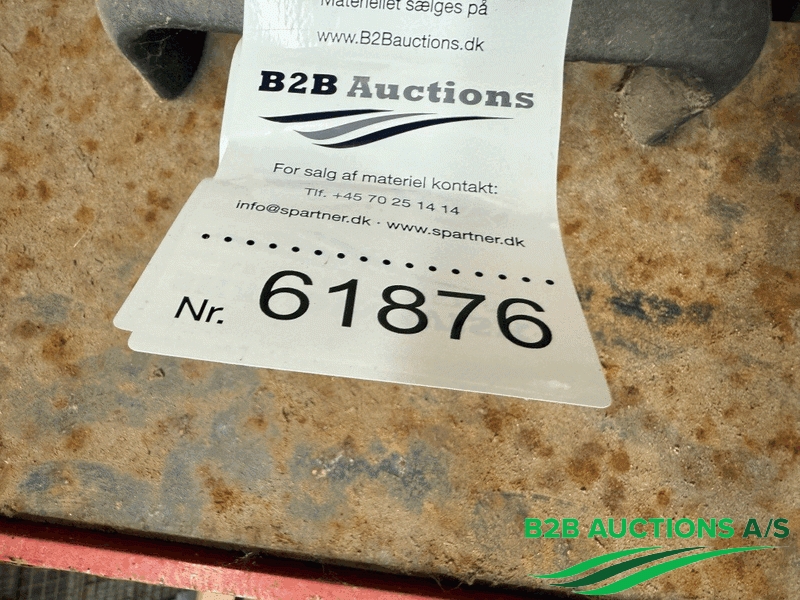 Materiellet sælges på
www.B2Bauctions.dk
B2B Auctions
For salg af materiel kontakt:
Tlf. +45 70 25 14 14
info@spartner.dk · www.spartner.dk
Nr. 61876
B2B AUCTIONS A/S